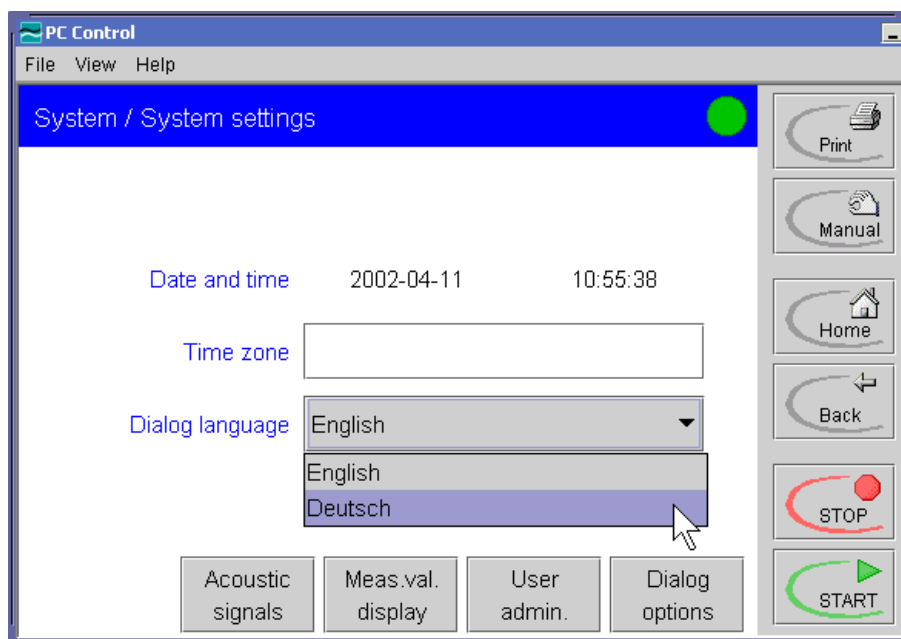 PC Control
File View Help
System / System settings
Print
Manual
Date and time 2002-04-11 10:55:38
Home
Time zone
Back
Dialog language English
English
Deutsch
STOP
Acoustic signals
Meas.val. display
User admin.
Dialog options
START